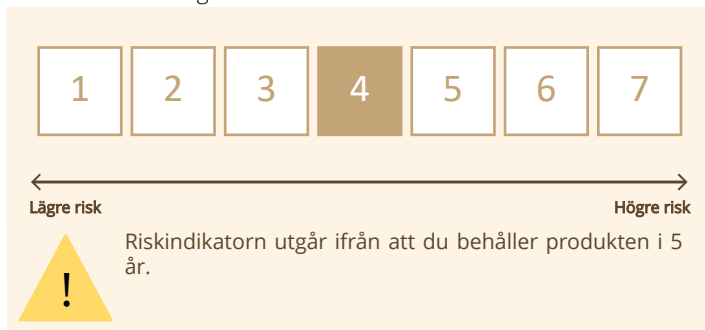 1 2 3 4 5 6 7
Lägre risk Högre risk
Riskindikatorn utgår ifrån att du behåller produkten i 5
år.
!